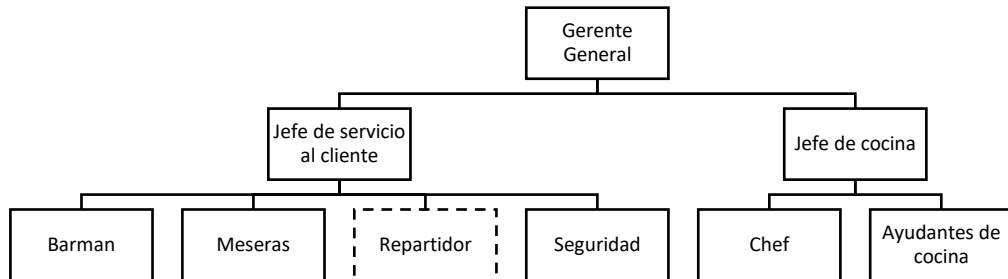 Gerente
General
Jefe de servicio
al cliente
Jefe de cocina
Barman
Meseras
Repartidor
Seguridad
Chef
Ayudantes de
cocina